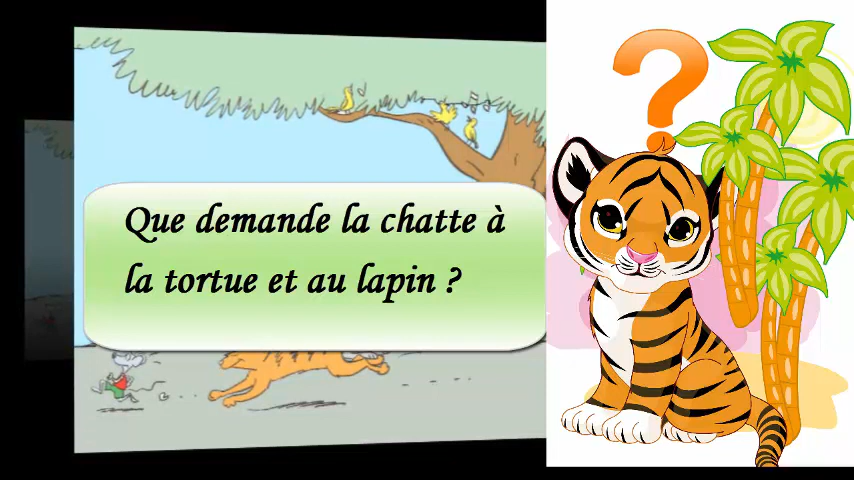 Que demande la chatte à
la tortue et au lapin ?
?